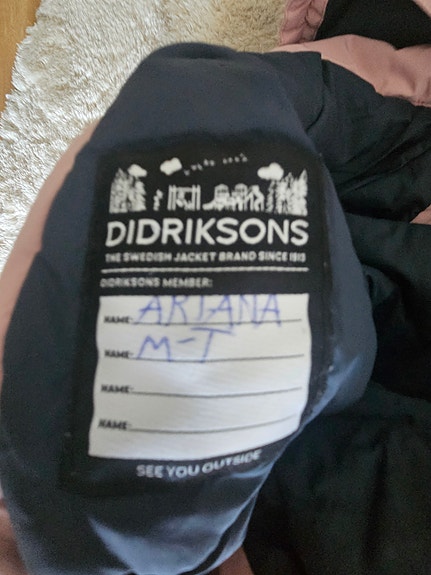 DIDRIKSONS
THE SWEDISH JACKET BRAND SINCE 1913
DIDRIKSONS MEMBER:
NAME: ARIANA
NAME: M-T
NAME:
NAME:
SEE YOU OUTSIDE